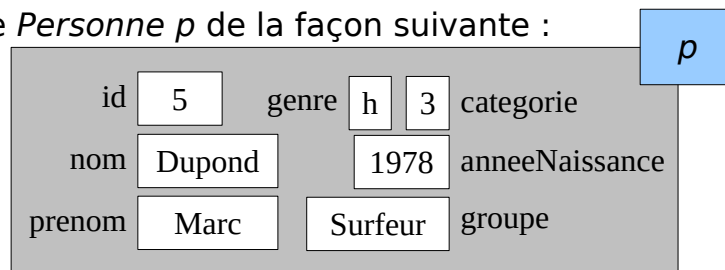 e Personne p de la façon suivante :
p
id 5 genre h 3 categorie
nom Dupond 1978 anneeNaissance
prenom Marc Surfeur groupe